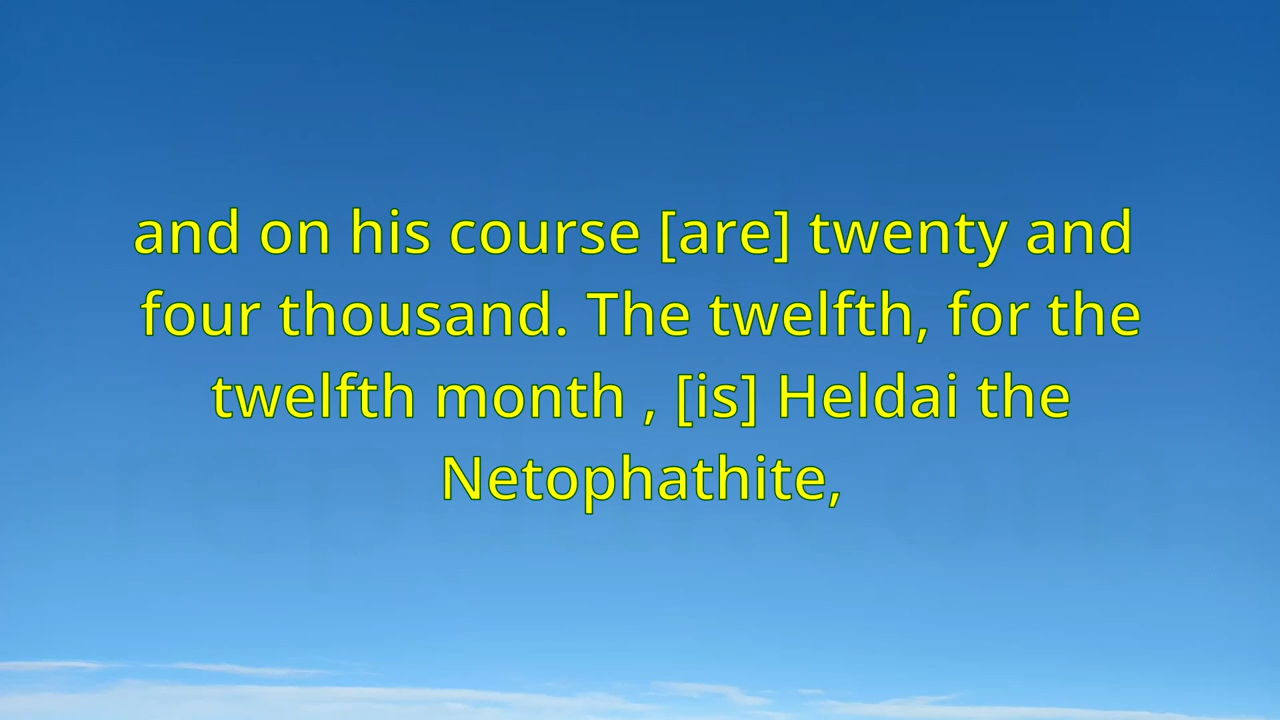 and on his course [are] twenty and
four thousand. The twelfth, for the
twelfth month , [is] Heldai the
Netophathite,